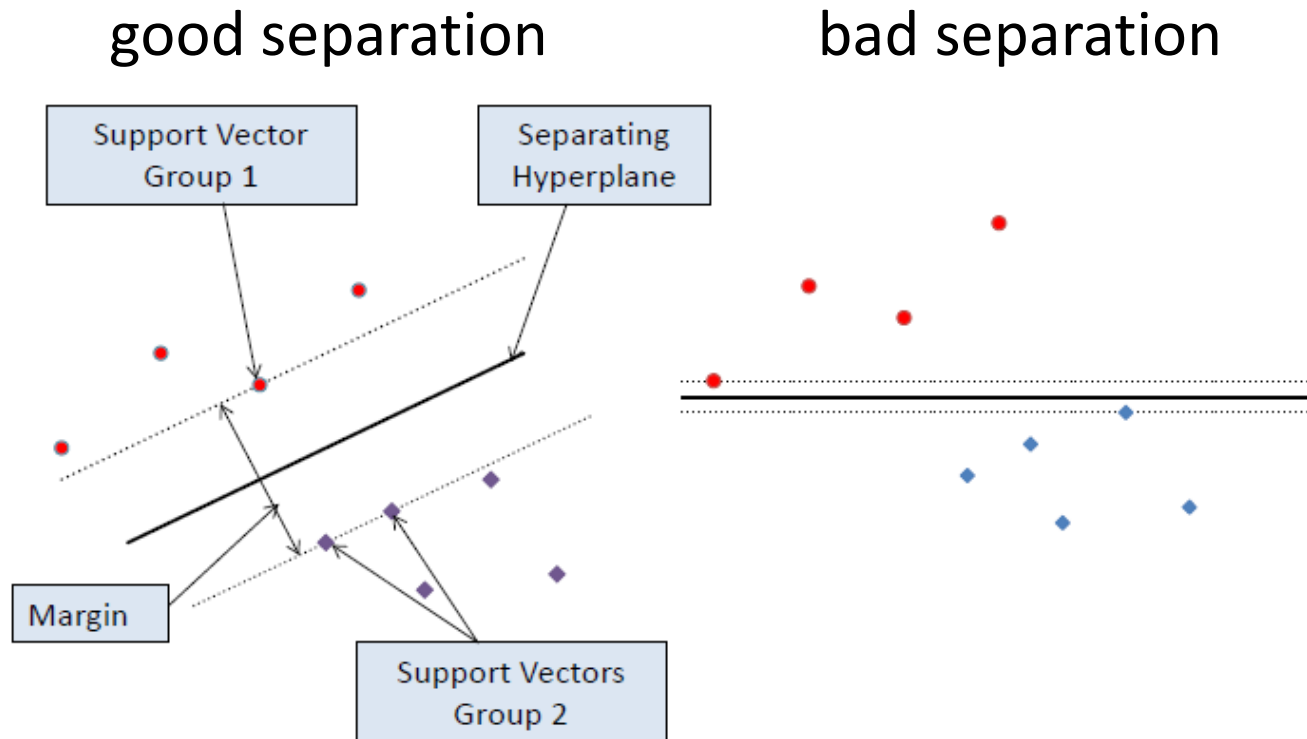 good separation
bad separation
Support Vector
Group 1
Separating
Hyperplane
Margin
Support Vectors
Group 2